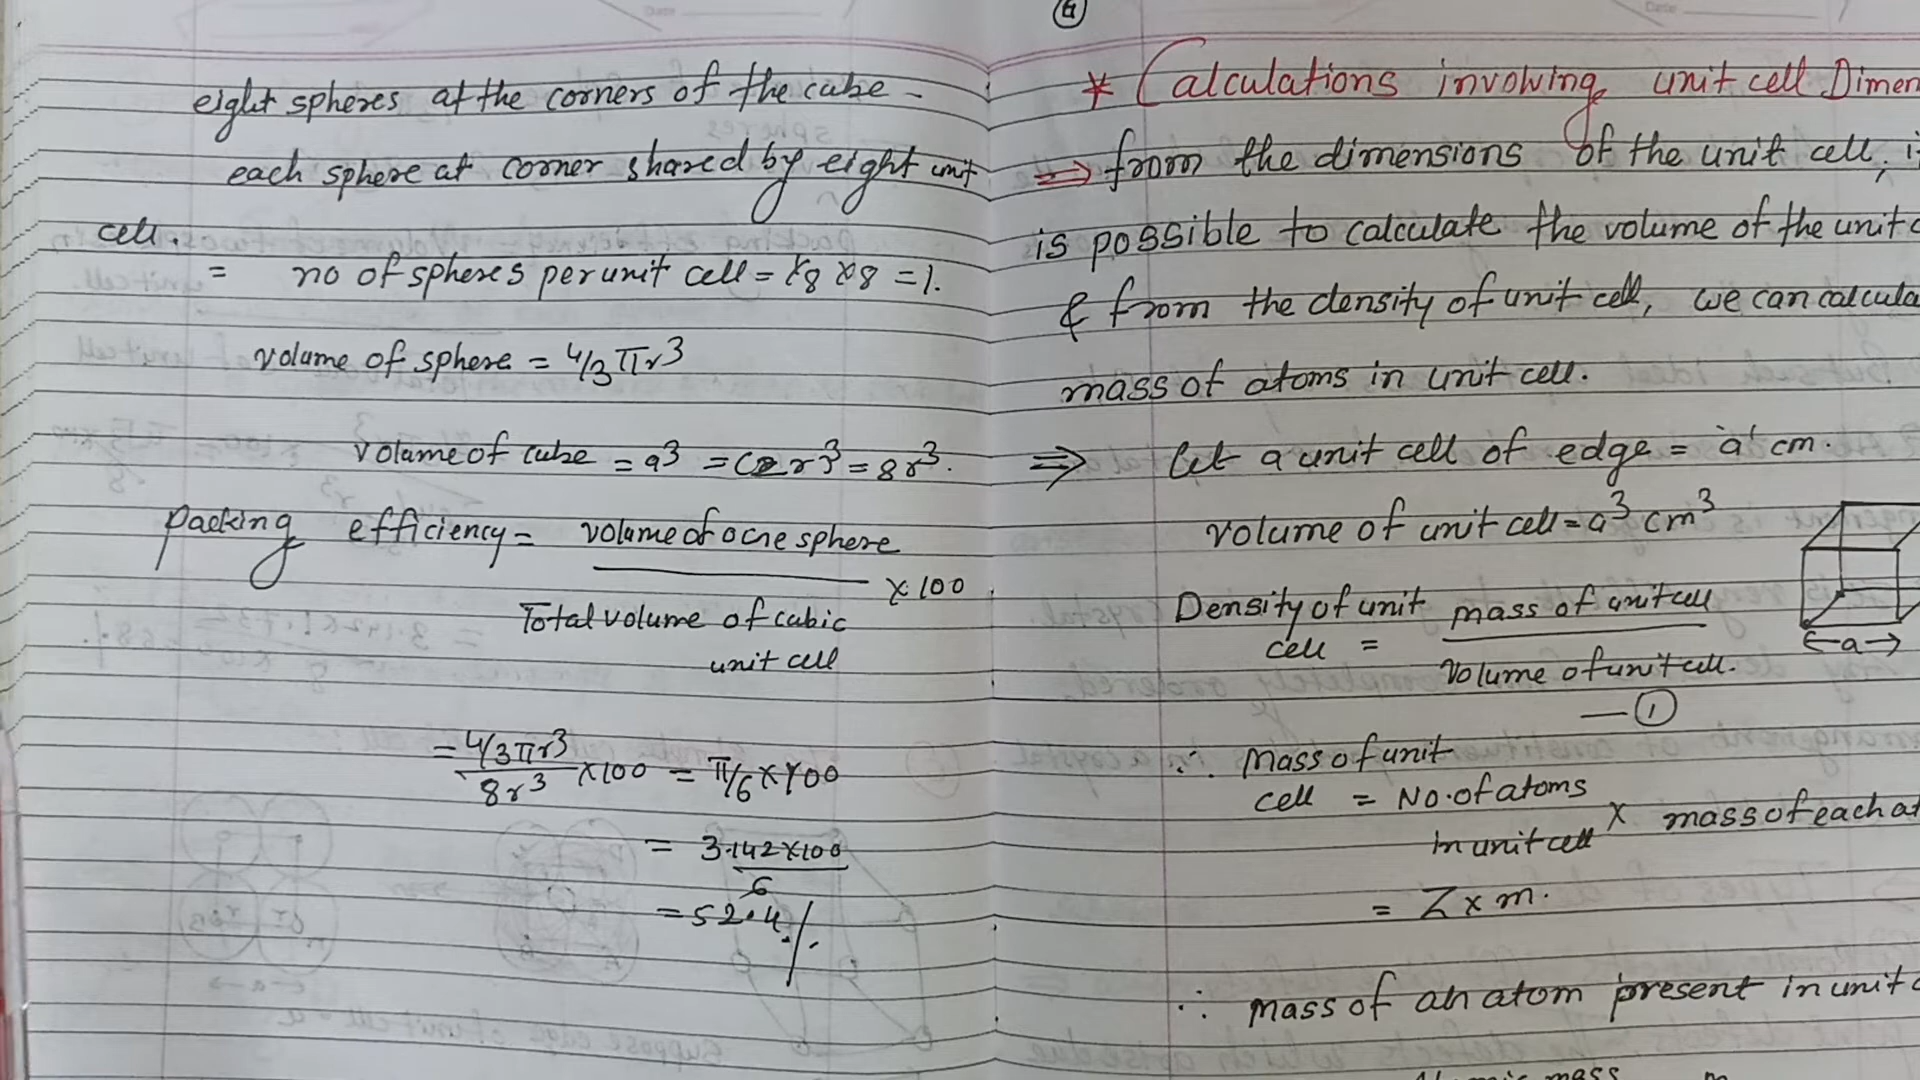 4
eight spheres at the corners of the cube -
each sphere at corner shared by eight unit
cell.
= no of spheres per unit cell = 1/8 x 8 = 1.
volume of sphere = 4/3 πr³
volume of cube = a³ = (2r)³ = 8r³.
packing efficiency = volume of one sphere
x 100
Total volume of cubic
unit cell
= 4/3 πr³
8r³ x 100 = π/6 x 100
= 3.142 x 100
6
= 52.4 %.
* Calculations involving unit cell Dimen
=> from the dimensions of the unit cell, i
is possible to calculate the volume of the unit c
& from the density of unit cell, we can calcula
mass of atoms in unit cell.
=> let a unit cell of edge = 'a' cm.
volume of unit cell = a³ cm³
Density of unit mass of unit cell
cell =
Volume of unit cell.
— 1
← a →
∴ Mass of unit
cell = No. of atoms
in unit cell x mass of each at
= Z x m.
∴ mass of an atom present in unit c
mass m